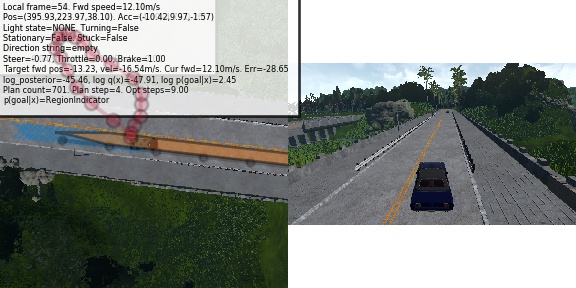 Local frame=54. Fwd speed=12.10m/s
Pos=(395.93,223.97,38.10). Acc=(-10.42,9.97,-1.57)
Light state=NONE. Turning=False
Stationary=False. Stuck=False
Direction string=empty
Steer=-0.77. Throttle=0.00. Brake=1.00
Target fwd pos=-13.23, vel=-16.54m/s. Cur fwd=12.10m/s. Err=-28.65
log_posterior=-45.46, log q(x)=-47.91, log p(goal|x)=2.45
Plan count=701. Plan step=4. Opt steps=9.00
p(goal|x)=RegionIndicator